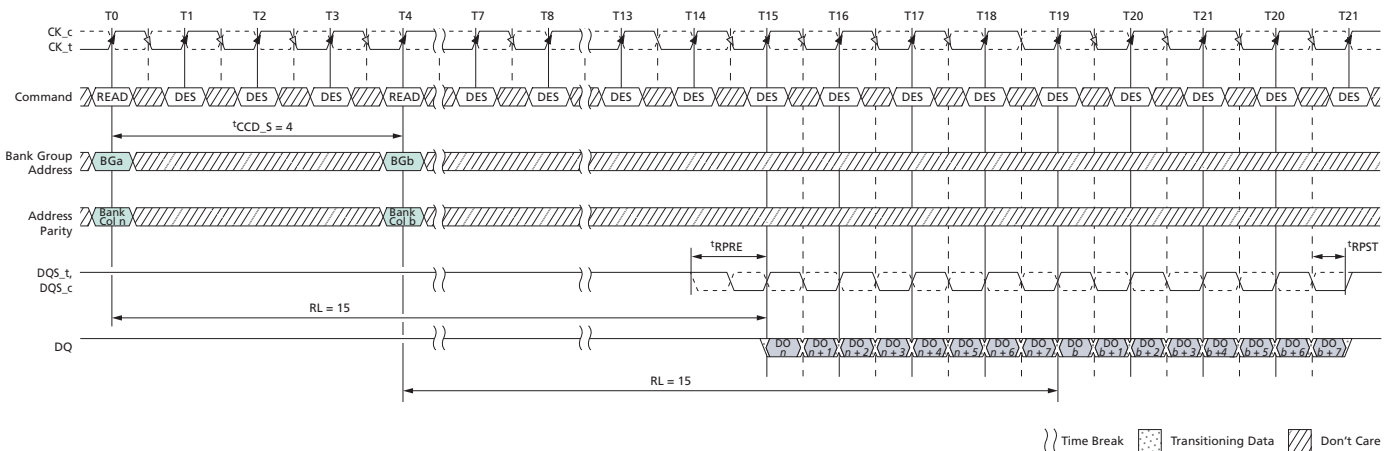 T0 T1 T2 T3 T4 T7 T8 T13 T14 T15 T16 T17 T18 T19 T20 T21 T20 T21
CK_c
CK_t
Command READ DES DES DES READ DES DES DES DES DES DES DES DES DES DES DES DES DES
tCCD_S = 4
Bank Group
Address
BGa BGb
Address
Parity
Bank
Col n
Bank
Col b
tRPRE tRPST
DQS_t,
DQS_c
RL = 15
DQ
DO
n
DO
n + 1
DO
n + 2
DO
n + 3
DO
n + 4
DO
n + 5
DO
n + 6
DO
n + 7
DO
b
DO
b + 1
DO
b + 2
DO
b + 3
DO
b + 4
DO
b + 5
DO
b + 6
DO
b + 7
RL = 15
Time Break Transitioning Data Don't Care